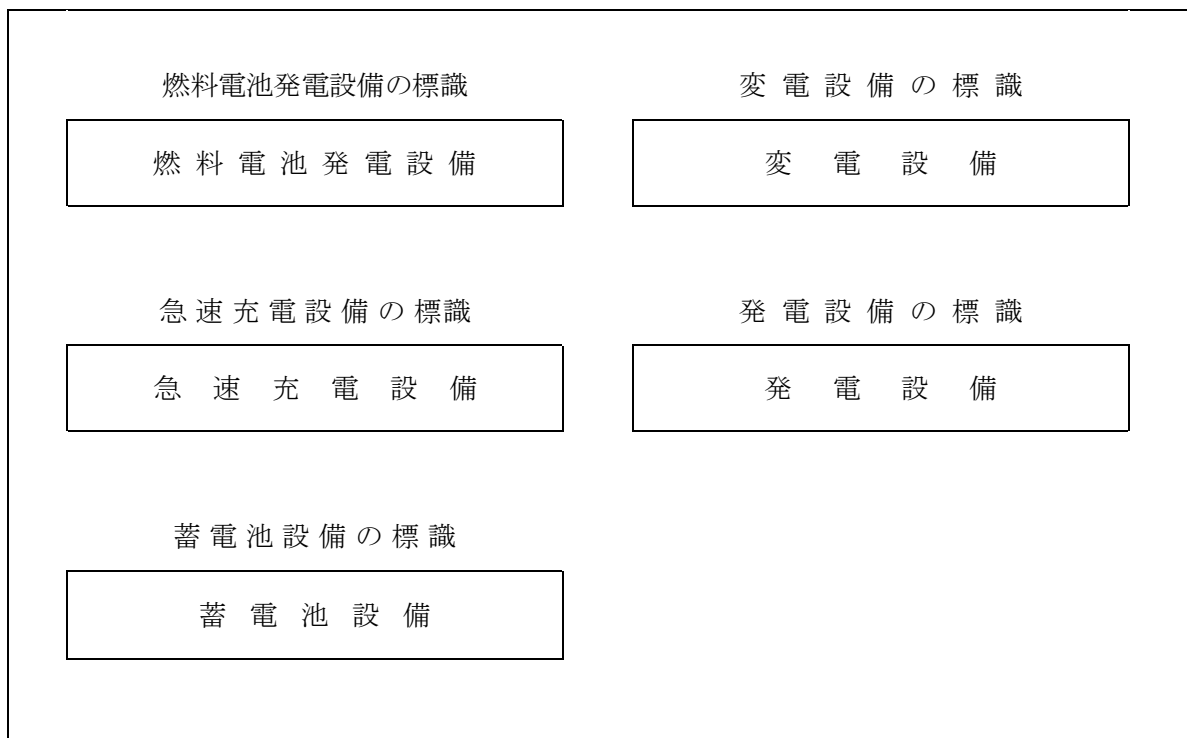 燃料電池発電設備の標識
燃料電池発電設備
変電設備の標識
変電設備
急速充電設備の標識
急速充電設備
発電設備の標識
発電設備
蓄電池設備の標識
蓄電池設備